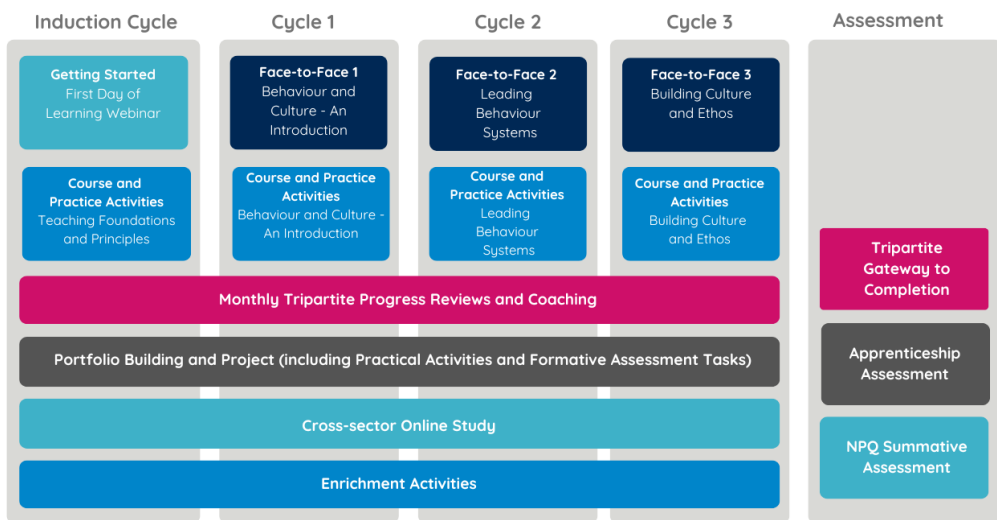 Induction Cycle
Cycle 1
Cycle 2
Cycle 3
Assessment
Getting Started
First Day of
Learning Webinar
Face-to-Face 1
Behaviour and
Culture - An
Introduction
Face-to-Face 2
Leading
Behaviour
Systems
Face-to-Face 3
Building Culture
and Ethos
Course and
Practice Activities
Teaching Foundations
and Principles
Course and Practice
Activities
Behaviour and Culture -
An Introduction
Course and
Practice Activities
Leading
Behaviour
Systems
Course and Practice
Activities
Building Culture
and Ethos
Monthly Tripartite Progress Reviews and Coaching
Portfolio Building and Project (including Practical Activities and Formative Assessment Tasks)
Cross-sector Online Study
Enrichment Activities
Tripartite
Gateway to
Completion
Apprenticeship
Assessment
NPQ Summative
Assessment